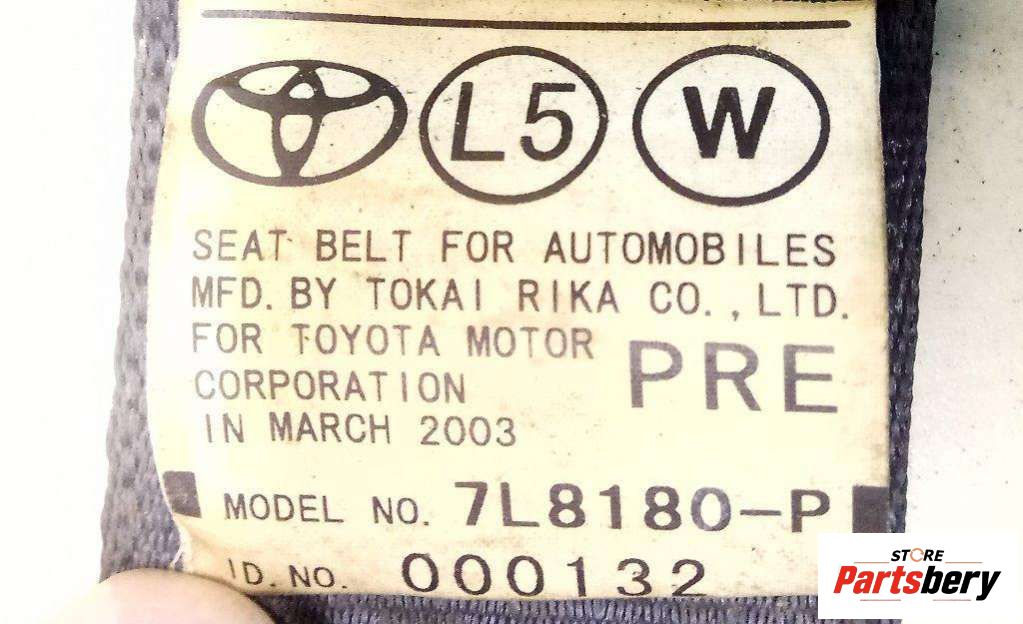 L5 W
SEAT BELT FOR AUTOMOBILES
MFD. BY TOKAI RIKA CO., LTD.
FOR TOYOTA MOTOR
PRE
CORPORATION
IN MARCH 2003
MODEL NO. 7L8180-P
ID. NO. 000132
STORE
Partsbery